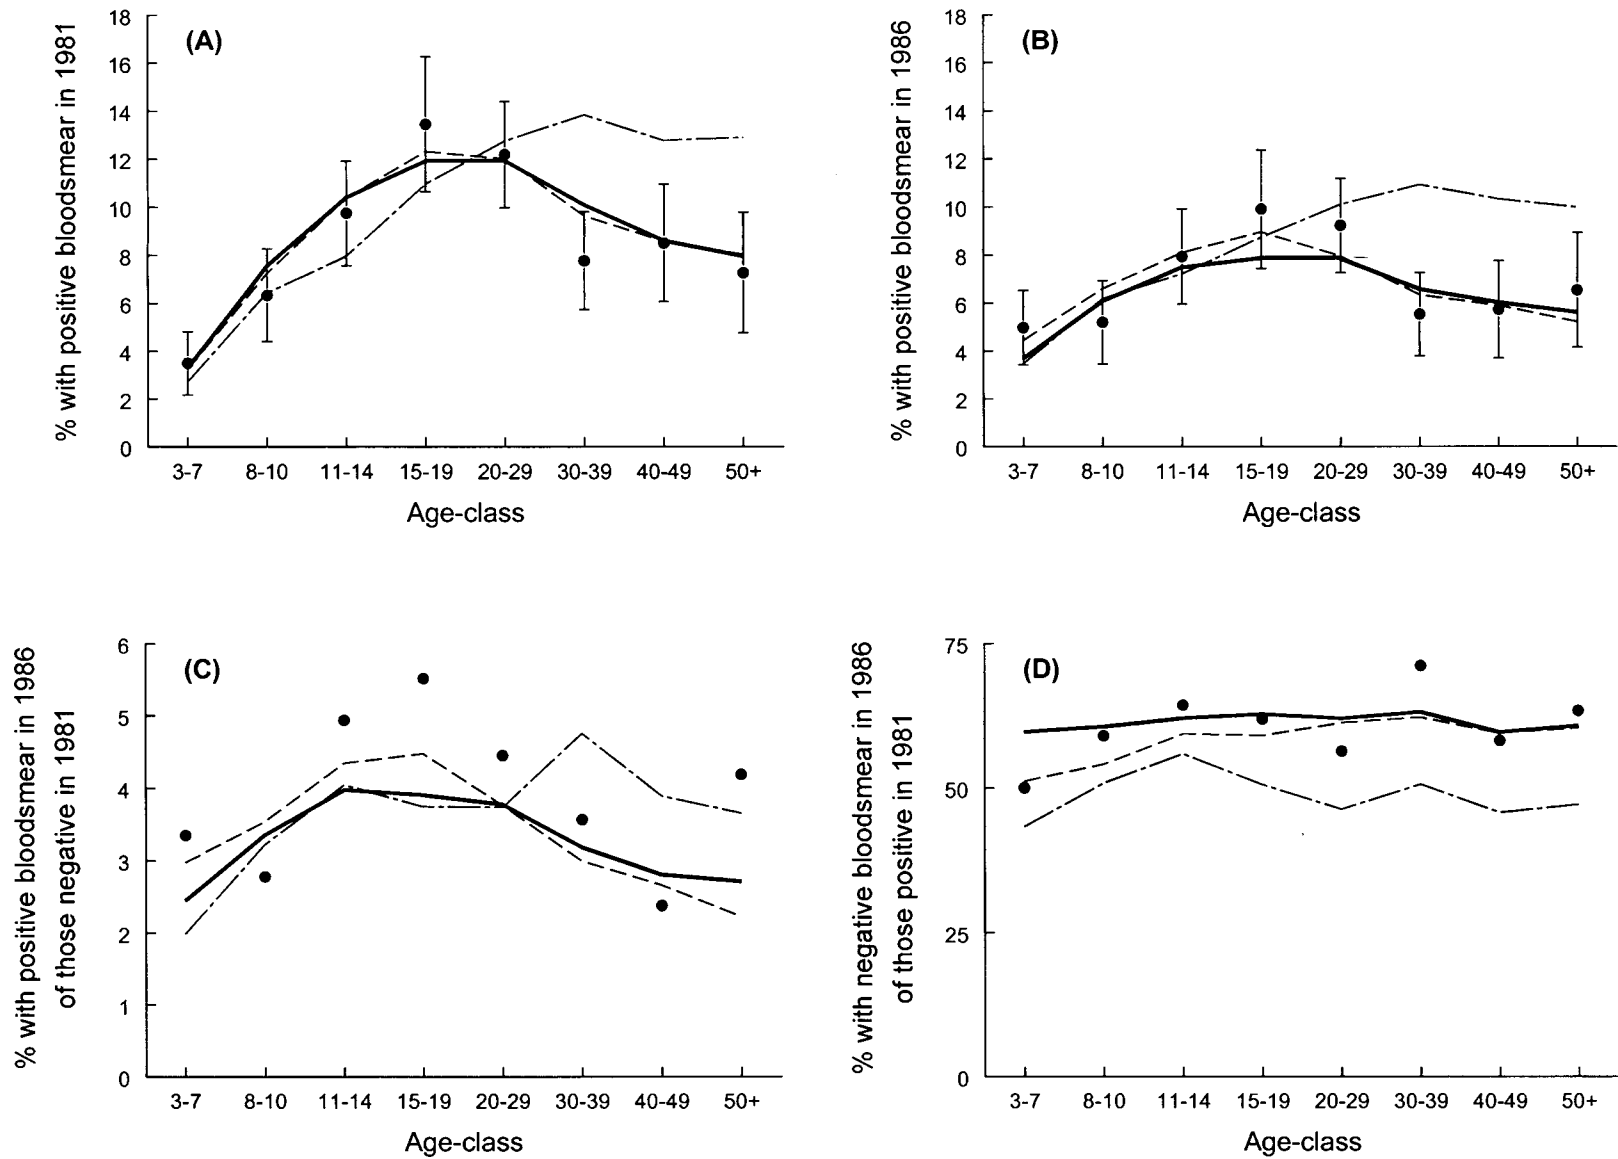 (A)
% with positive bloodsmear in 1981
18
16
14
12
10
8
6
4
2
0
3-7 8-10 11-14 15-19 20-29 30-39 40-49 50+
Age-class
(B)
% with positive bloodsmear in 1986
18
16
14
12
10
8
6
4
2
0
3-7 8-10 11-14 15-19 20-29 30-39 40-49 50+
Age-class
(C)
% with positive bloodsmear in 1986
of those negative in 1981
6
5
4
3
2
1
0
3-7 8-10 11-14 15-19 20-29 30-39 40-49 50+
Age-class
(D)
% with negative bloodsmear in 1986
of those positive in 1981
75
50
25
0
3-7 8-10 11-14 15-19 20-29 30-39 40-49 50+
Age-class